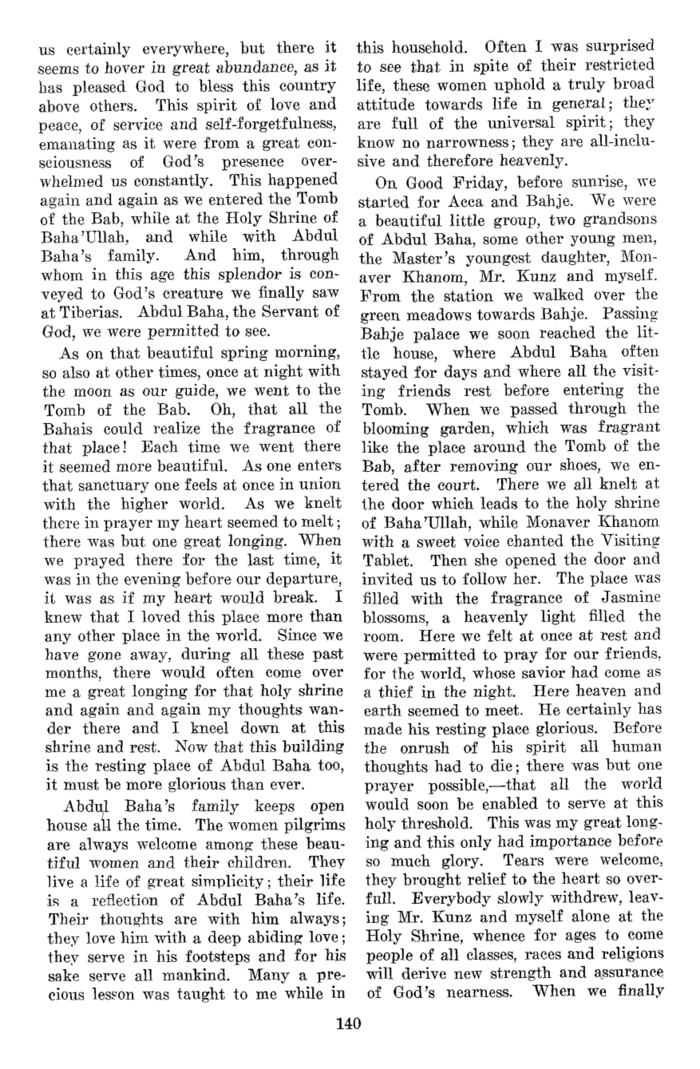 us certainly everywhere, but there it
seems to hover in great abundance, as it
has pleased God to bless this country
above others. This spirit of love and
peace, of service and self-forgetfulness,
emanating as it were from a great con-
sciousness of God's presence over-
whelmed us constantly. This happened
again and again as we entered the Tomb
of the Bab, while at the Holy Shrine of
Baha'Ullah, and while with Abdul
Baha's family. And him, through
whom in this age this splendor is con-
veyed to God's creature we finally saw
at Tiberias. Abdul Baha, the Servant of
God, we were permitted to see.
As on that beautiful spring morning,
so also at other times, once at night with
the moon as our guide, we went to the
Tomb of the Bab. Oh, that all the
Bahais could realize the fragrance of
that place! Each time we went there
it seemed more beautiful. As one enters
that sanctuary one feels at once in union
with the higher world. As we knelt
there in prayer my heart seemed to melt;
there was but one great longing. When
we prayed there for the last time, it
was in the evening before our departure,
it was as if my heart would break. I
knew that I loved this place more than
any other place in the world. Since we
have gone away, during all these past
months, there would often come over
me a great longing for that holy shrine
and again and again my thoughts wan-
der there and I kneel down at this
shrine and rest. Now that this building
is the resting place of Abdul Baha too,
it must be more glorious than ever.
Abdul Baha's family keeps open
house all the time. The women pilgrims
are always welcome among these beau-
tiful women and their children. They
live a life of great simplicity; their life
is a reflection of Abdul Baha's life.
Their thoughts are with him always;
they love him with a deep abiding love;
they serve in his footsteps and for his
sake serve all mankind. Many a pre-
cious lesson was taught to me while in
this household. Often I was surprised
to see that in spite of their restricted
life, these women uphold a truly broad
attitude towards life in general; they
are full of the universal spirit; they
know no narrowness; they are all-inclu-
sive and therefore heavenly.
On Good Friday, before sunrise, we
started for Acca and Bahje. We were
a beautiful little group, two grandsons
of Abdul Baha, some other young men,
the Master's youngest daughter, Mon-
aver Khanom, Mr. Kunz and myself.
From the station we walked over the
green meadows towards Bahje. Passing
Bahje palace we soon reached the lit-
tle house, where Abdul Baha often
stayed for days and where all the visit-
ing friends rest before entering the
Tomb. When we passed through the
blooming garden, which was fragrant
like the place around the Tomb of the
Bab, after removing our shoes, we en-
tered the court. There we all knelt at
the door which leads to the holy shrine
of Baha'Ullah, while Monaver Khanom
with a sweet voice chanted the Visiting
Tablet. Then she opened the door and
invited us to follow her. The place was
filled with the fragrance of Jasmine
blossoms, a heavenly light filled the
room. Here we felt at once at rest and
were permitted to pray for our friends,
for the world, whose savior had come as
a thief in the night. Here heaven and
earth seemed to meet. He certainly has
made his resting place glorious. Before
the onrush of his spirit all human
thoughts had to die; there was but one
prayer possible,—that all the world
would soon be enabled to serve at this
holy threshold. This was my great long-
ing and this only had importance before
so much glory. Tears were welcome,
they brought relief to the heart so over-
full. Everybody slowly withdrew, leav-
ing Mr. Kunz and myself alone at the
Holy Shrine, whence for ages to come
people of all classes, races and religions
will derive new strength and assurance
of God's nearness. When we finally
140